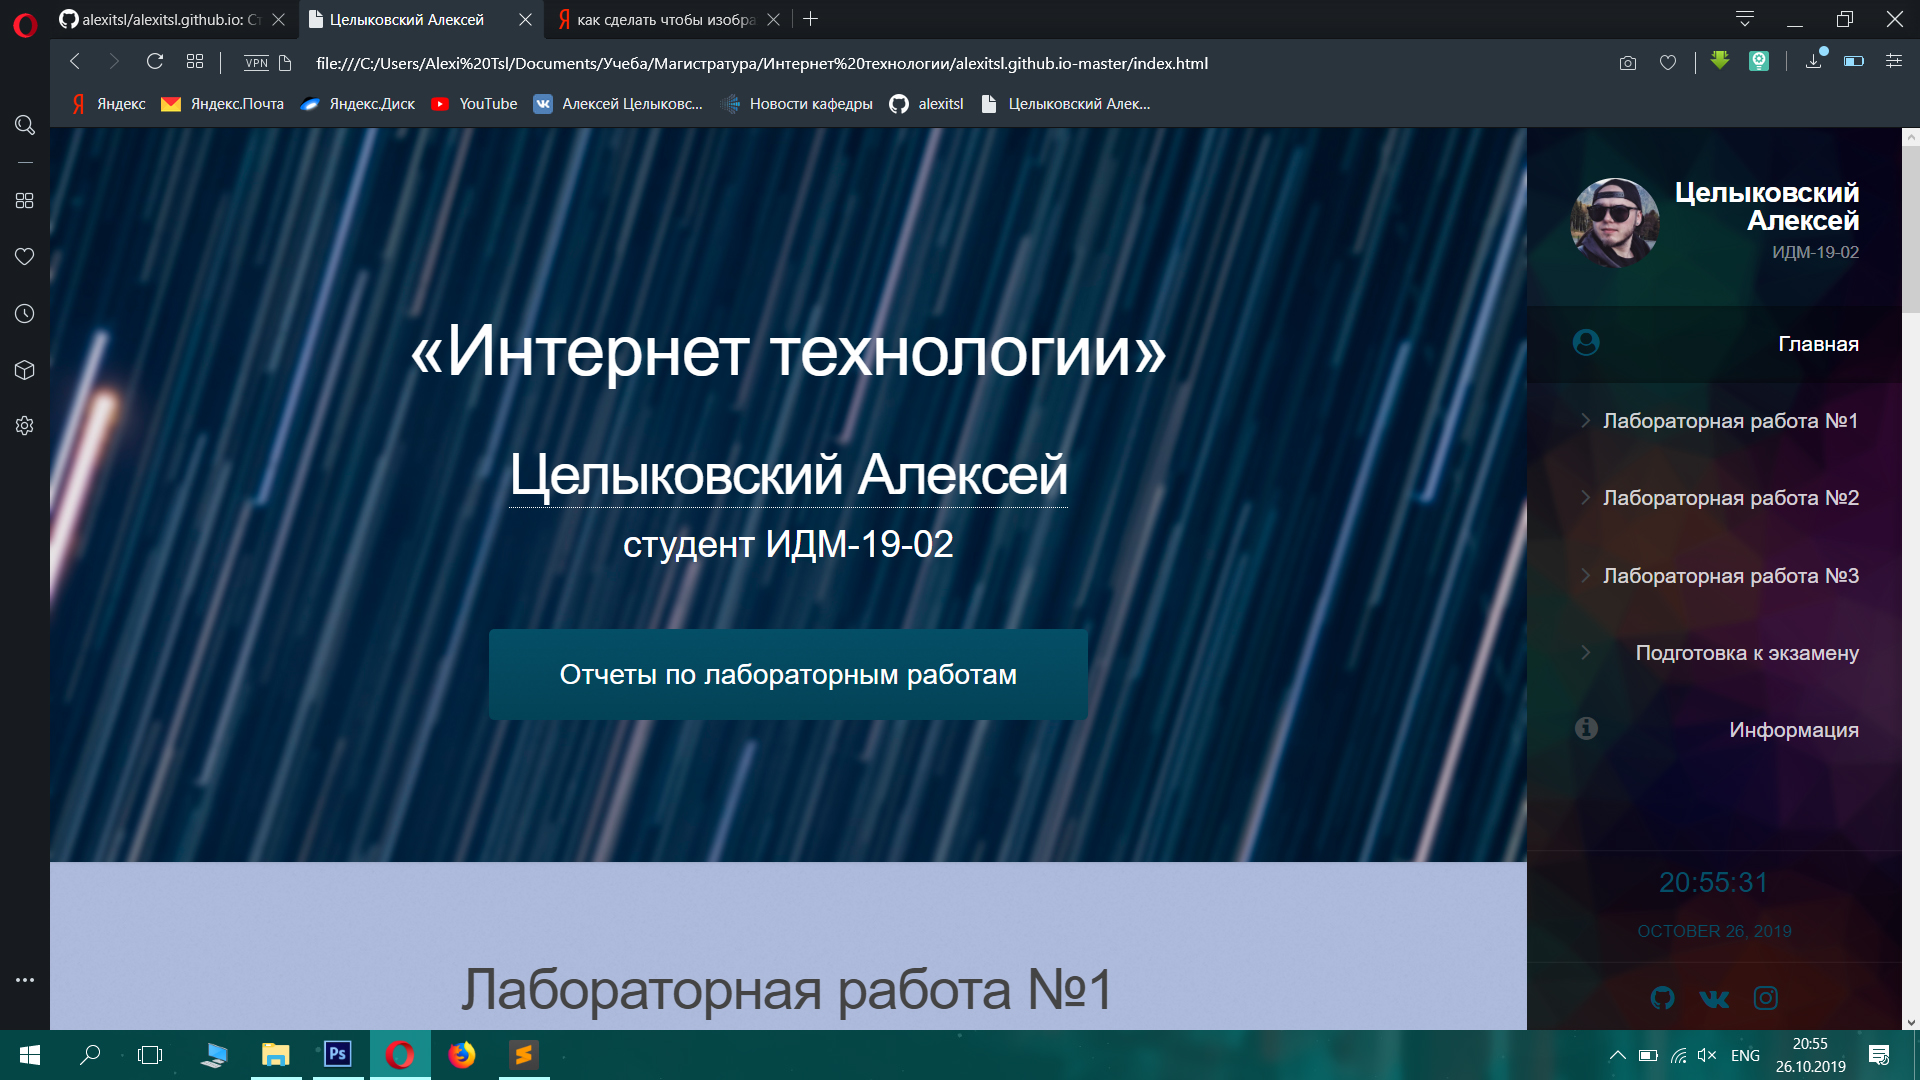 alexitsl/alexitsl.github.io: Ст
Целыковский Алексей
как сделать чтобы изобра
VPN
file:///C:/Users/Alexi%20Tsl/Documents/Учеба/Магистратура/Интернет%20технологии/alexitsl.github.io-master/index.html
Яндекс
Яндекс.Почта
Яндекс.Диск
YouTube
Алексей Целыковс...
Новости кафедры
alexitsl
Целыковский Алек...
«Интернет технологии»
Целыковский Алексей
студент ИДМ-19-02
Отчеты по лабораторным работам
Лабораторная работа №1
Целыковский
Алексей
ИДМ-19-02
Главная
Лабораторная работа №1
Лабораторная работа №2
Лабораторная работа №3
Подготовка к экзамену
Информация
20:55:31
OCTOBER 26, 2019
Ps
ENG
20:55
26.10.2019